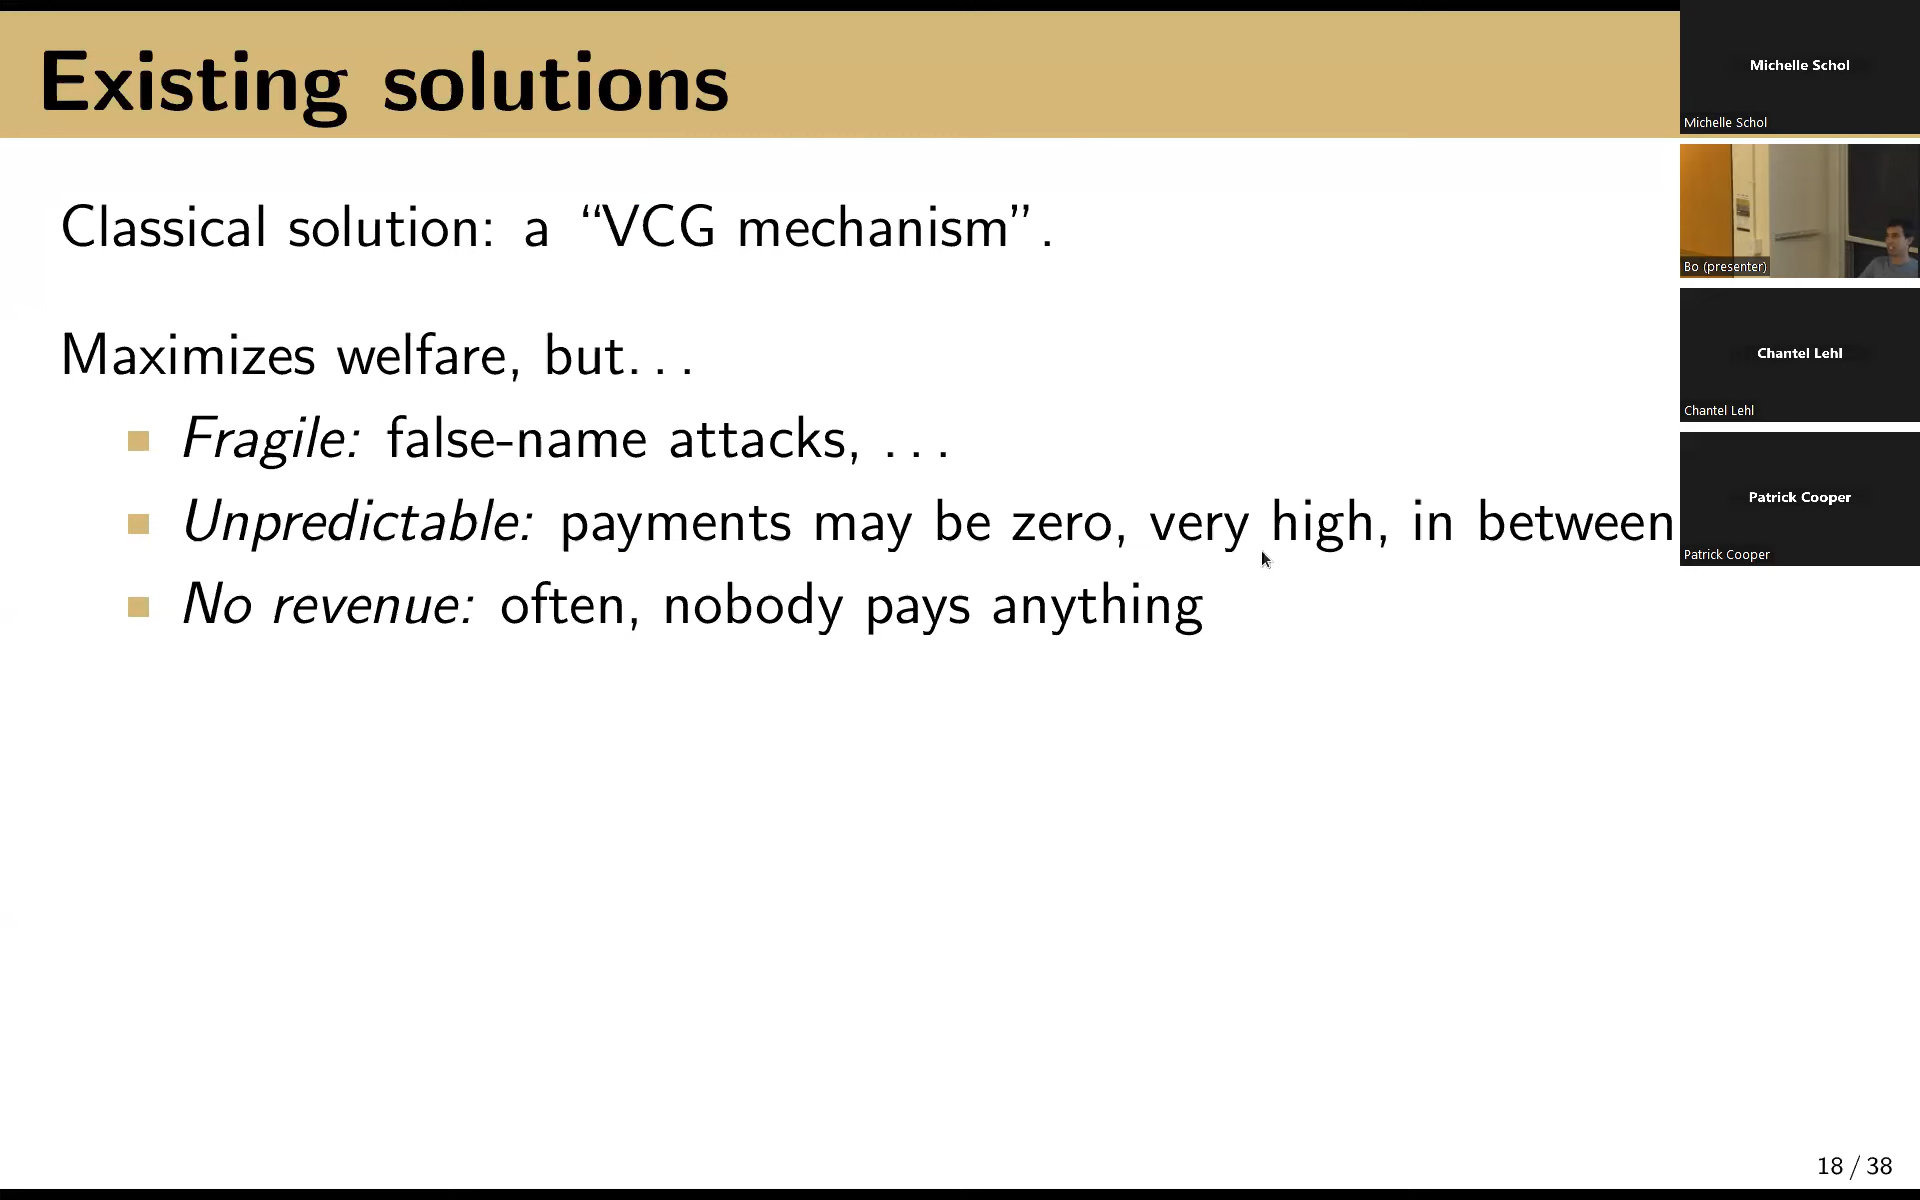 Existing solutions
Classical solution: a “VCG mechanism”.
Maximizes welfare, but. . .
Fragile: false-name attacks, . . .
Unpredictable: payments may be zero, very high, in between
No revenue: often, nobody pays anything
18 / 38
Michelle Schol
Michelle Schol
Bo (presenter)
Chantel Lehl
Chantel Lehl
Patrick Cooper
Patrick Cooper